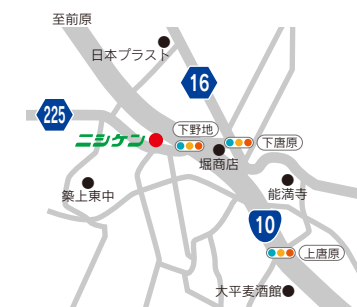 至前原
日本プラスト
16
225
下野地
ニシケン
下唐原
堀商店
築上東中
能満寺
10
上唐原
大平麦酒館